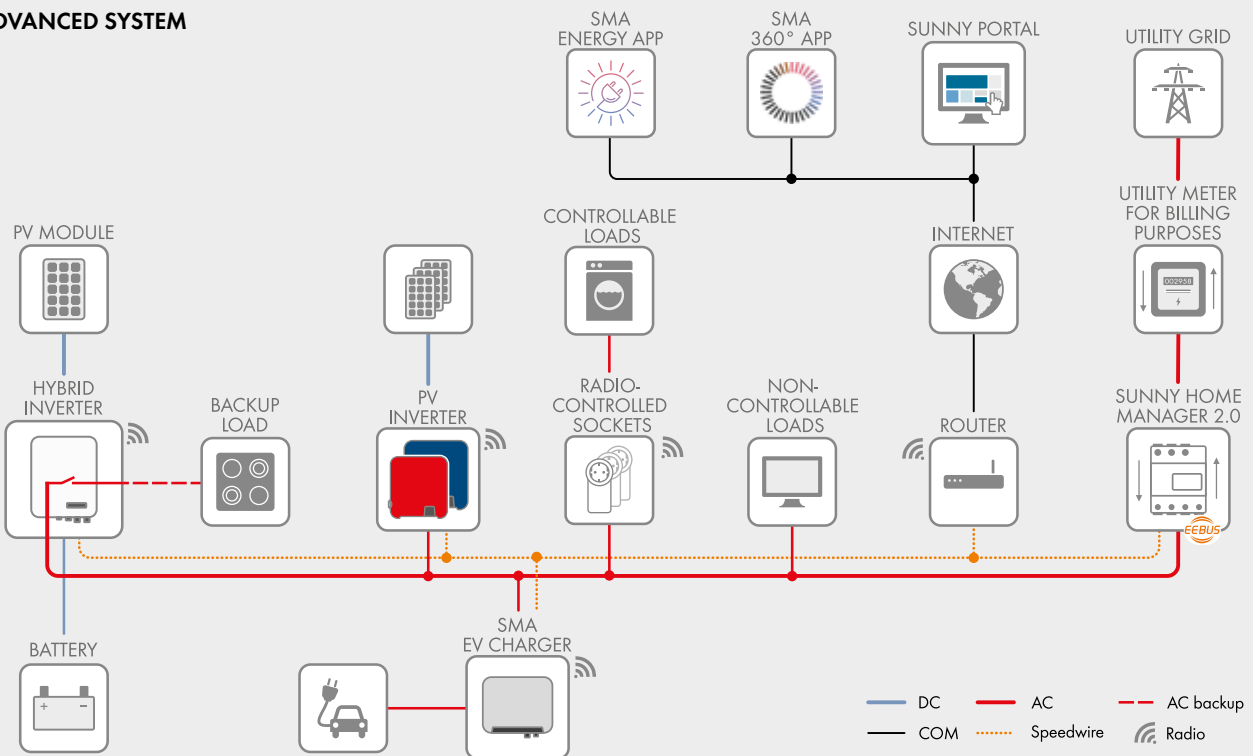 DVANCED SYSTEM
SMA
ENERGY APP
SMA
360° APP
SUNNY PORTAL
UTILITY GRID
UTILITY METER
FOR BILLING
PURPOSES
002958
PV MODULE
CONTROLLABLE
LOADS
INTERNET
HYBRID
INVERTER
BACKUP
LOAD
PV
INVERTER
RADIO-
CONTROLLED
SOCKETS
NON-
CONTROLLABLE
LOADS
ROUTER
SUNNY HOME
MANAGER 2.0
EEBUS
BATTERY
+ −
SMA
EV CHARGER
DC
AC
AC backup
COM
Speedwire
Radio